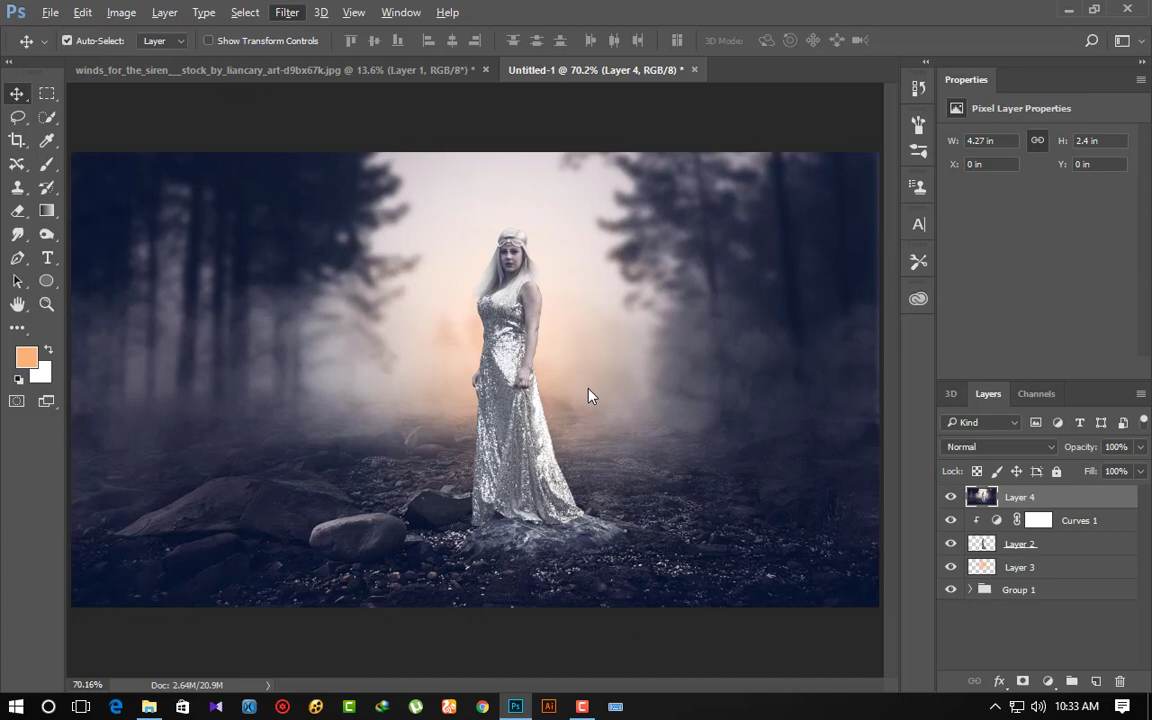 Ps File Edit Image Layer Type Select Filter 3D View Window Help
Auto-Select: Layer Show Transform Controls 3D Mode:
winds_for_the_siren__stock_by_liancary_art-d9bx67k.jpg @ 13.6% (Layer 1, RGB/8*) * × Untitled-1 @ 70.2% (Layer 4, RGB/8) * ×
Properties
Pixel Layer Properties
W: 4.27 in H: 2.4 in
X: 0 in Y: 0 in
3D Layers Channels
Kind
Normal Opacity: 100%
Lock: Fill: 100%
Layer 4
Curves 1
Layer 2
Layer 3
Group 1
70.16% Doc: 2.64M/20.9M
Ps Ai 10:33 AM